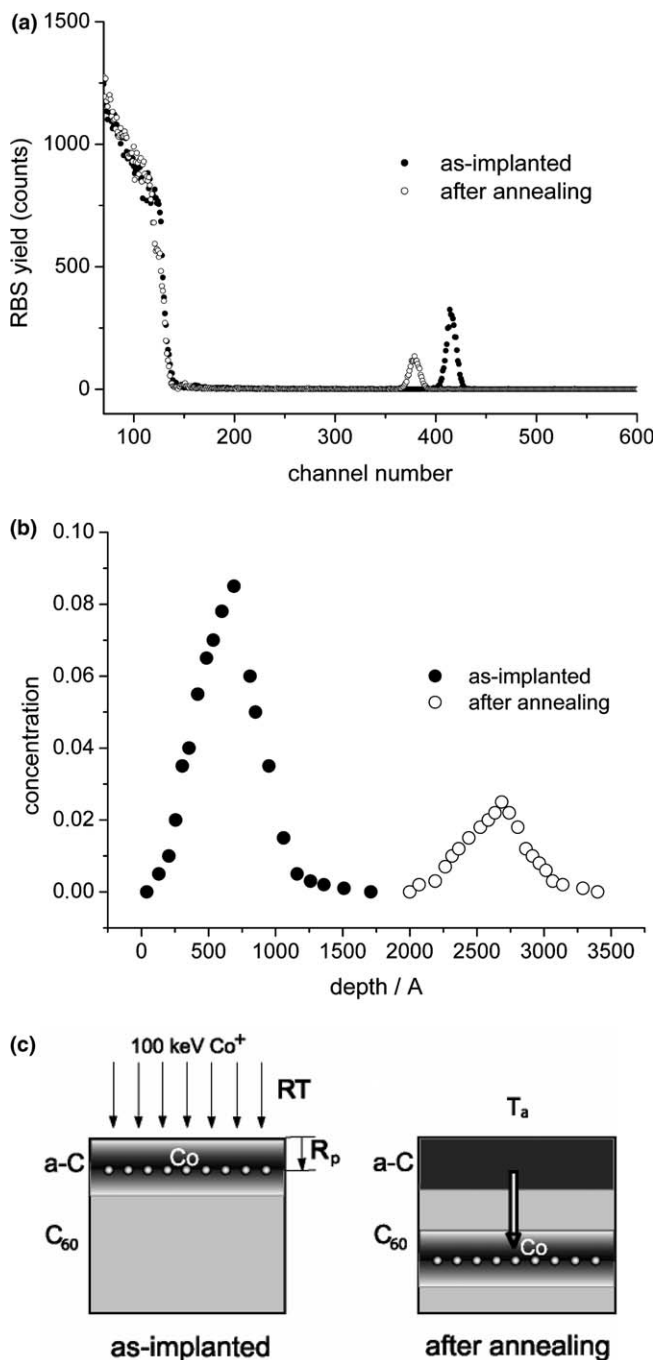 (a)
1500
1000
500
0
RBS yield (counts)
as-implanted
after annealing
100 200 300 400 500 600
channel number
(b)
0.10
0.08
0.06
0.04
0.02
0.00
concentration
as-implanted
after annealing
0 500 1000 1500 2000 2500 3000 3500
depth / A
(c)
100 keV Co⁺
RT
Tₐ
a-C
Co
Rₚ
C₆₀
as-implanted
a-C
C₆₀
Co
after annealing